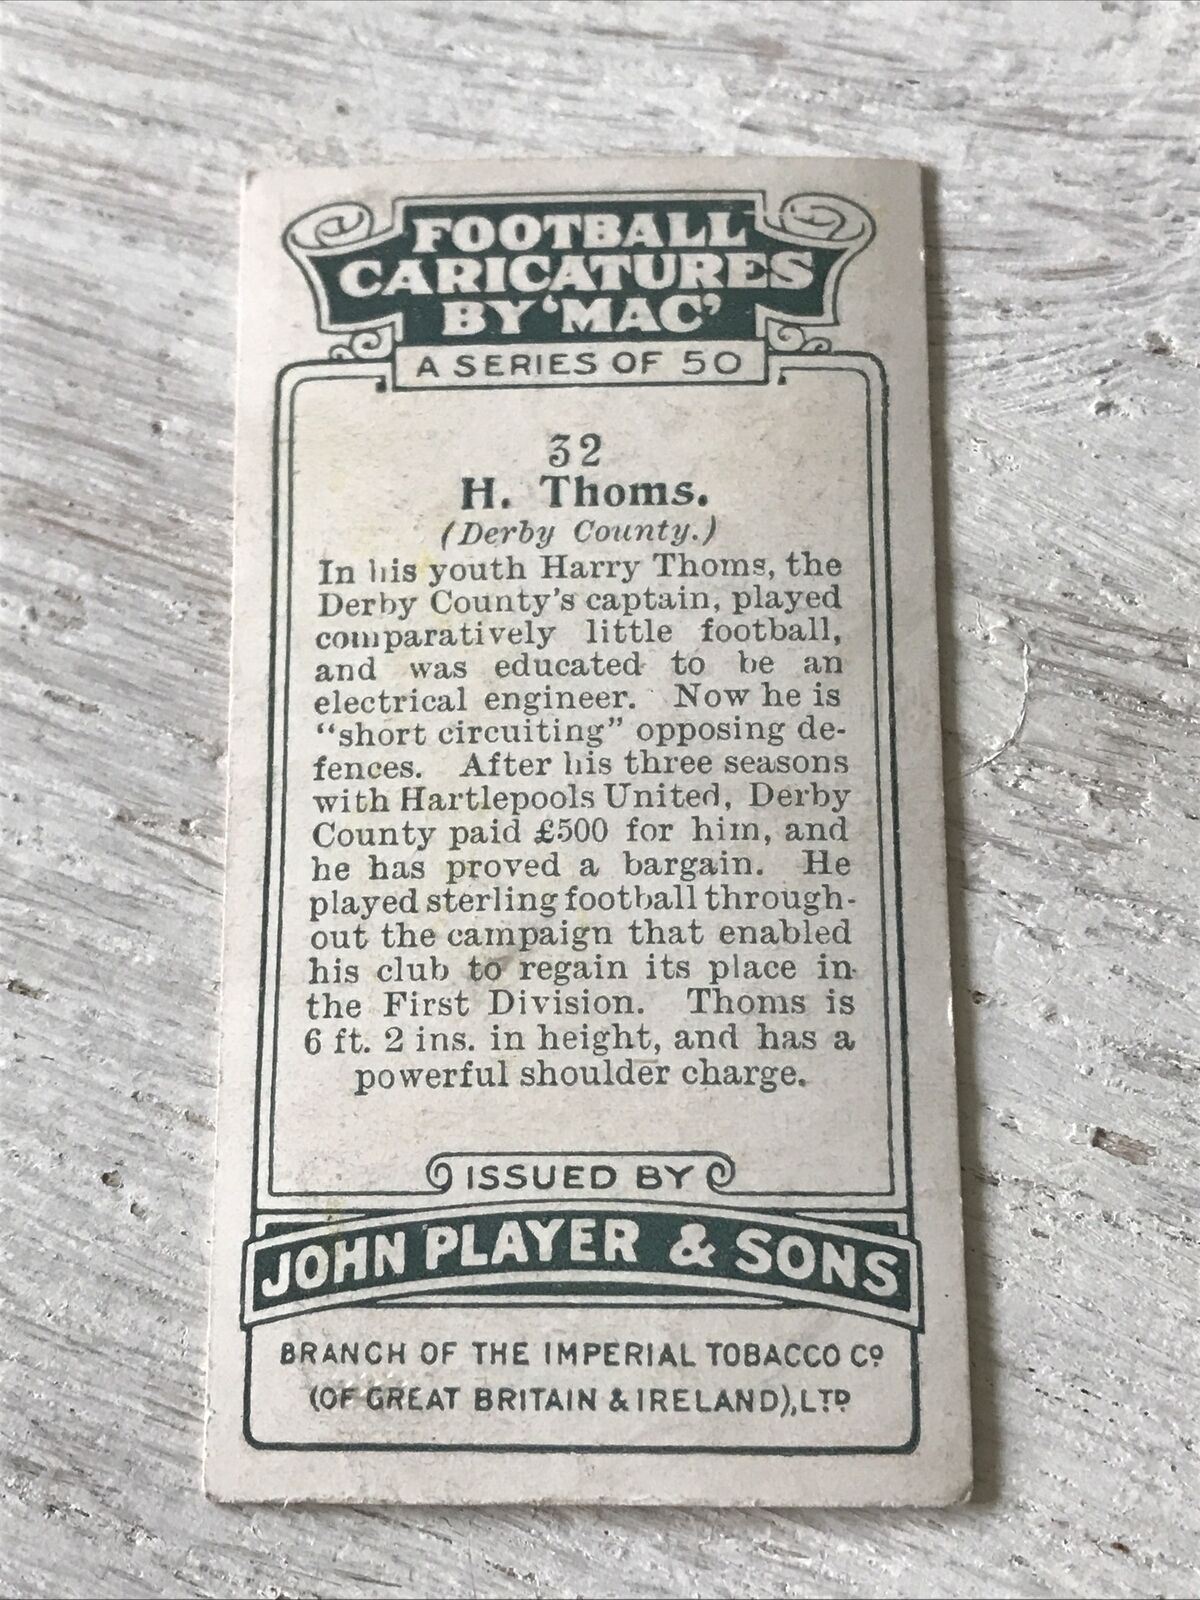 FOOTBALL
CARICATURES
BY 'MAC'
A SERIES OF 50
32
H. Thoms.
(Derby County.)
In his youth Harry Thoms, the
Derby County's captain, played
comparatively little football,
and was educated to be an
electrical engineer. Now he is
"short circuiting" opposing de-
fences. After his three seasons
with Hartlepools United, Derby
County paid £500 for him, and
he has proved a bargain. He
played sterling football through-
out the campaign that enabled
his club to regain its place in
the First Division. Thoms is
6 ft. 2 ins. in height, and has a
powerful shoulder charge.
ISSUED BY
JOHN PLAYER & SONS
BRANCH OF THE IMPERIAL TOBACCO Cº
(OF GREAT BRITAIN & IRELAND), LTD